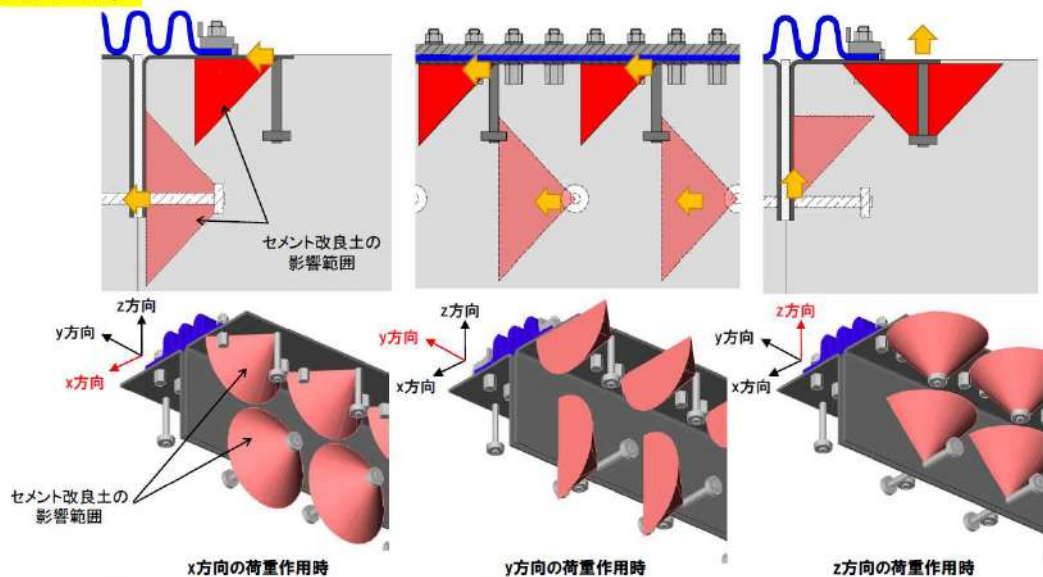 セメント改良土の
影響範囲
z方向
y方向
x方向
z方向
y方向
x方向
z方向
y方向
x方向
セメント改良土の
影響範囲
x方向の荷重作用時
y方向の荷重作用時
z方向の荷重作用時